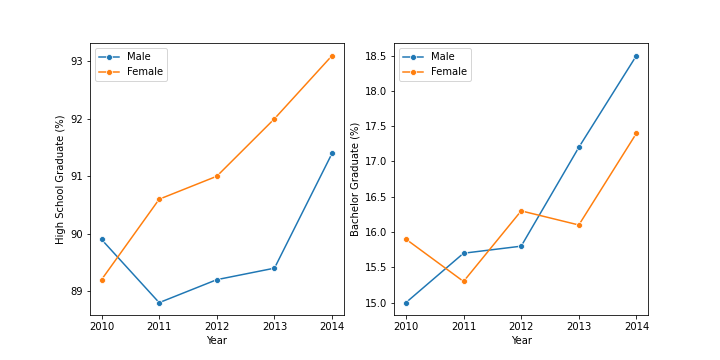 Male
Female
High School Graduate (%)
93
92
91
90
89
2010 2011 2012 2013 2014
Year
Male
Female
Bachelor Graduate (%)
18.5
18.0
17.5
17.0
16.5
16.0
15.5
15.0
2010 2011 2012 2013 2014
Year